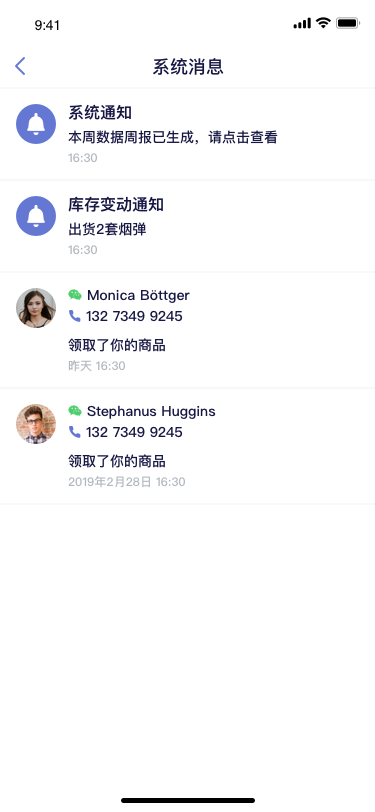 9:41
系统消息
系统通知
本周数据周报已生成，请点击查看
16:30
库存变动通知
出货2套烟弹
16:30
Monica Böttger
132 7349 9245
领取了你的商品
昨天 16:30
Stephanus Huggins
132 7349 9245
领取了你的商品
2019年2月28日 16:30